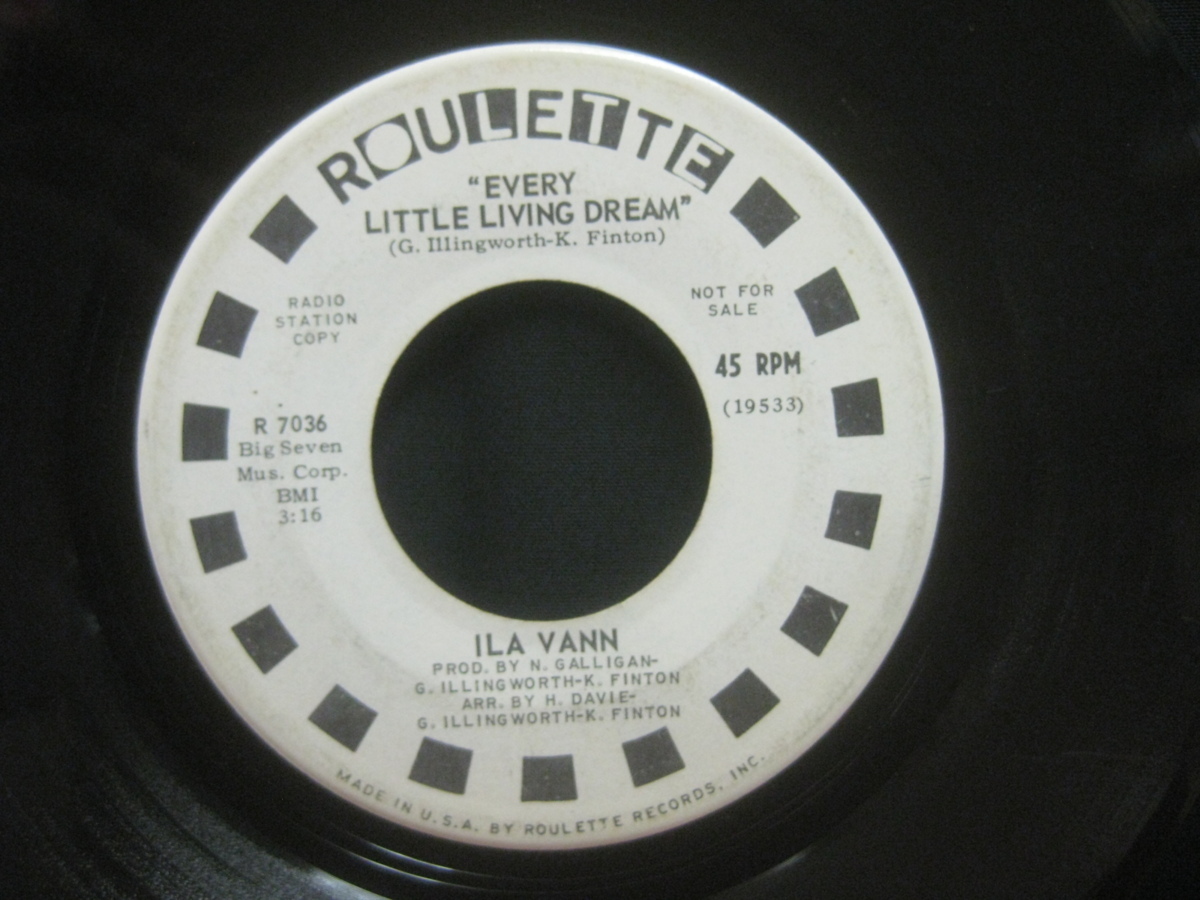 ROULETTE
"EVERY
LITTLE LIVING DREAM"
(G. Illingworth-K. Finton)
RADIO
STATION
COPY
NOT FOR
SALE
45 RPM
(19533)
R 7036
Big Seven
Mus. Corp.
BMI
3:16
ILA VANN
PROD. BY N. GALLIGAN-
G. ILLINGWORTH-K. FINTON
ARR. BY H. DAVIE-
G. ILLINGWORTH-K. FINTON
MADE IN U.S.A. BY ROULETTE RECORDS, INC.